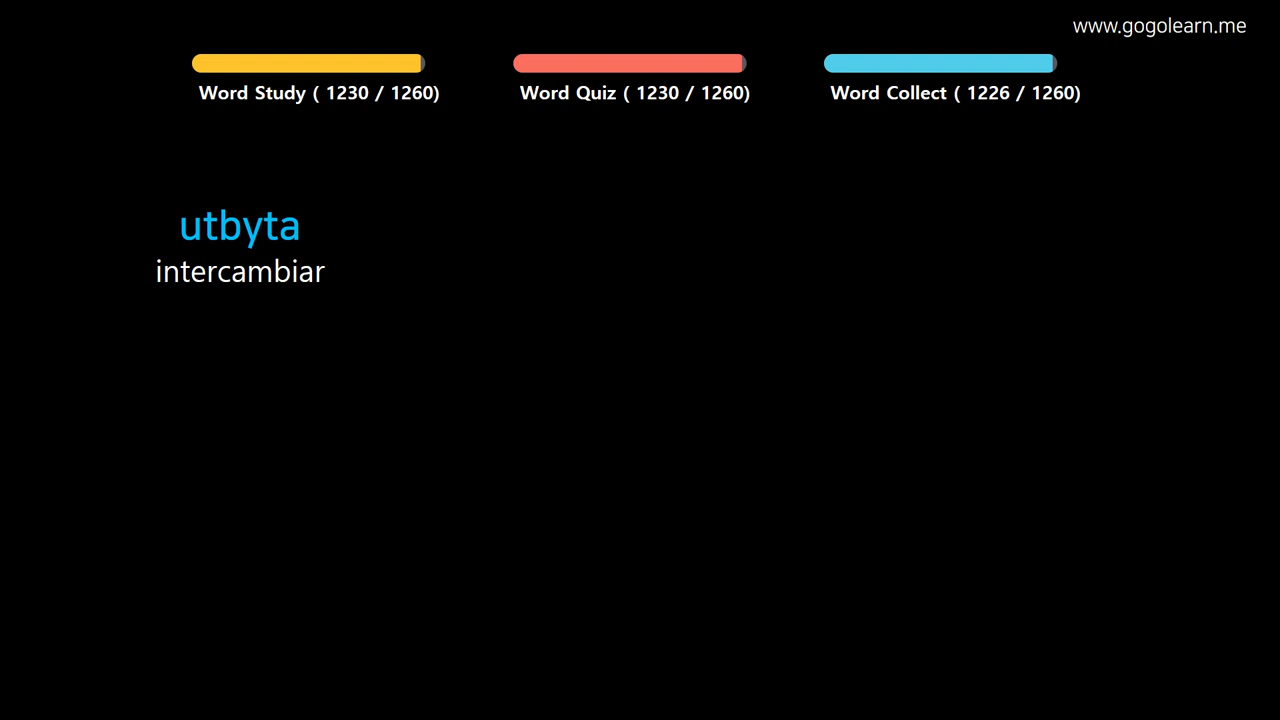 www.gogolearn.me
Word Study ( 1230 / 1260)
Word Quiz ( 1230 / 1260)
Word Collect ( 1226 / 1260)
utbyta
intercambiar